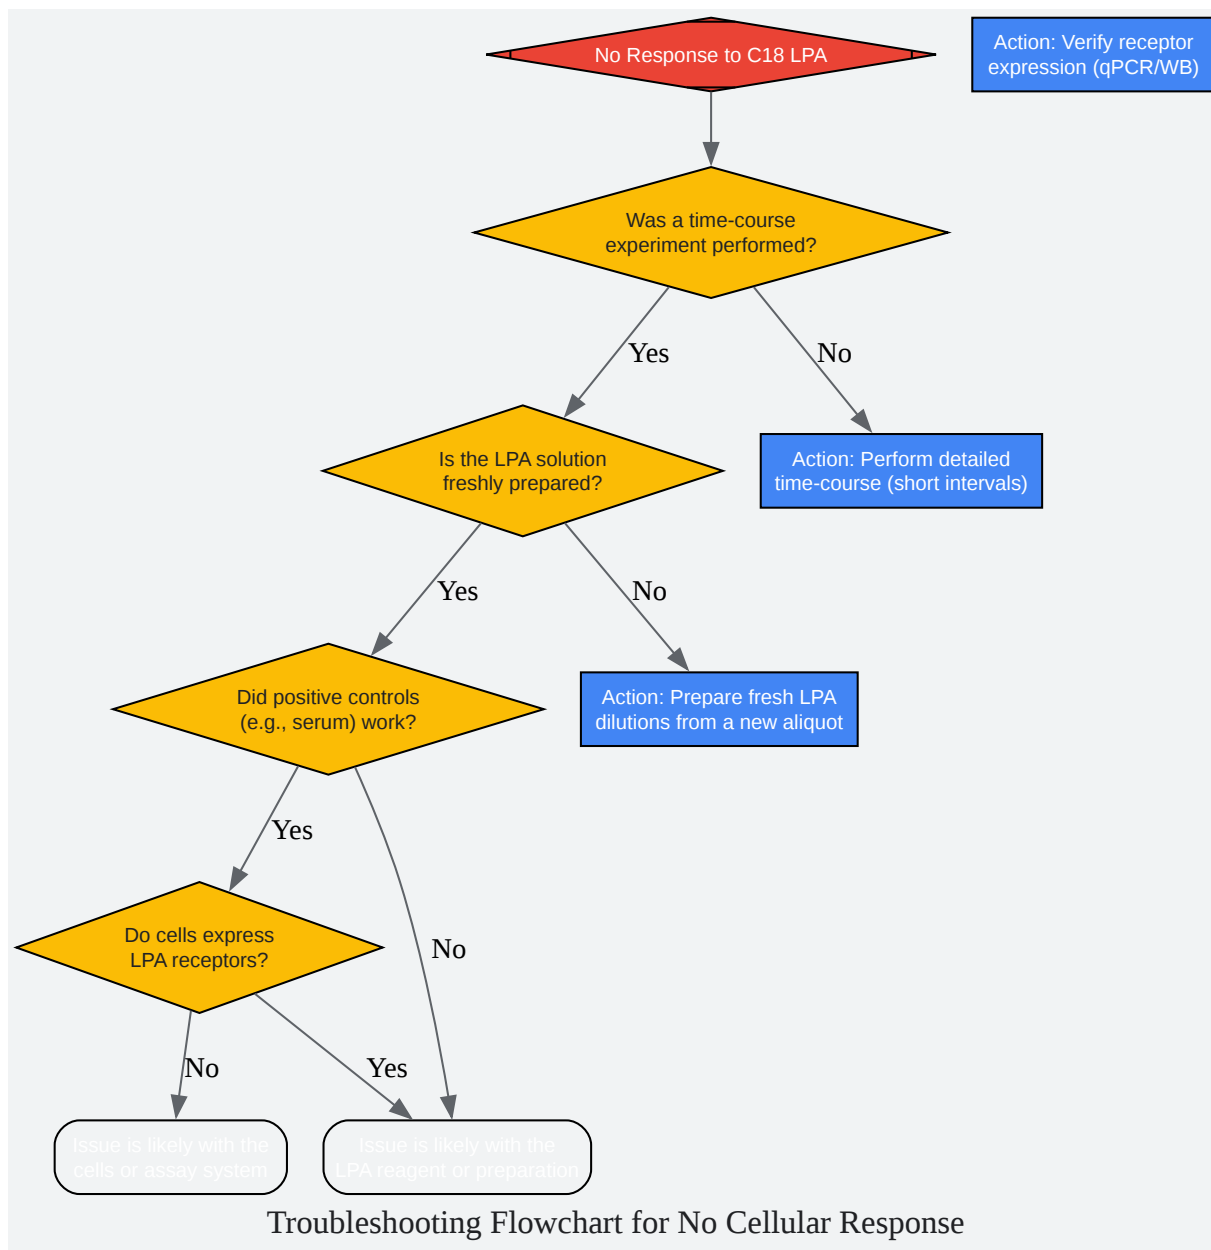 No Response to C18 LPA
Action: Verify receptor
expression (qPCR/WB)
Was a time-course
experiment performed?
Yes
No
Is the LPA solution
freshly prepared?
Action: Perform detailed
time-course (short intervals)
Yes
No
Did positive controls
(e.g., serum) work?
Action: Prepare fresh LPA
dilutions from a new aliquot
Yes
Do cells express
LPA receptors?
No
No
Yes
Issue is likely with the
cells or assay system
Issue is likely with the
LPA reagent or preparation
Troubleshooting Flowchart for No Cellular Response